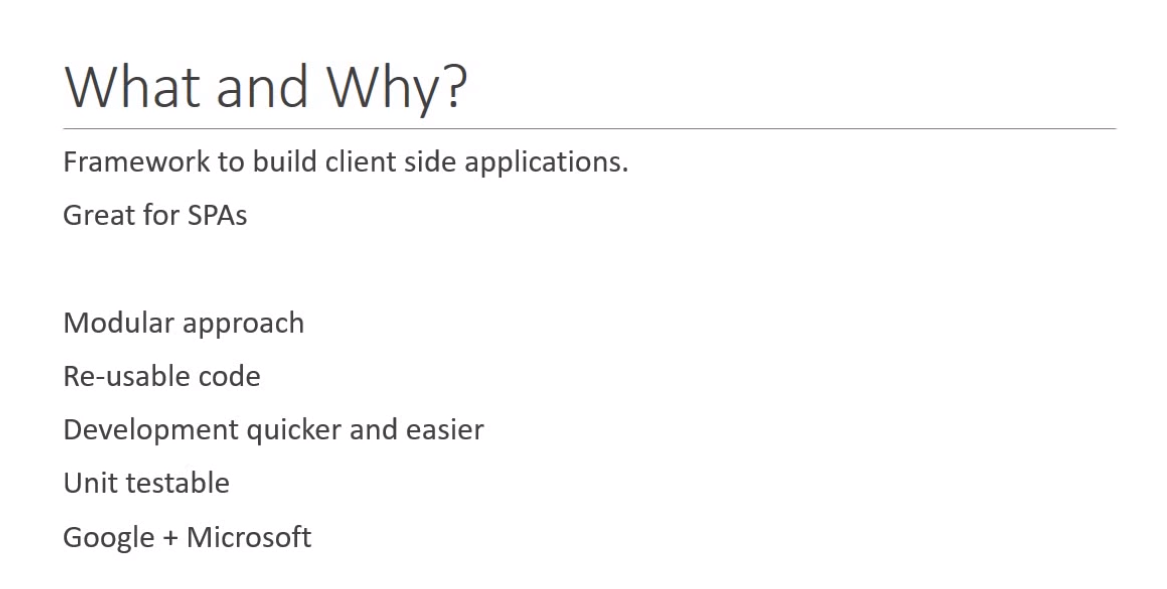 What and Why?
Framework to build client side applications.
Great for SPAs
Modular approach
Re-usable code
Development quicker and easier
Unit testable
Google + Microsoft